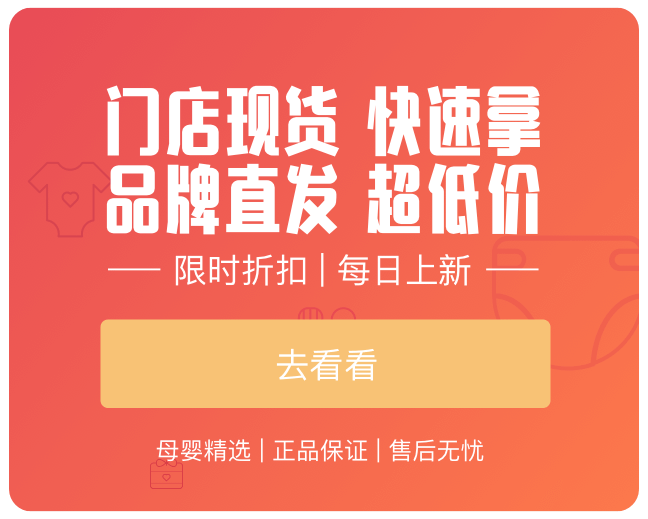 门店现货 快速拿
品牌直发 超低价
限时折扣 | 每日上新
去看看
母婴精选 | 正品保证 | 售后无忧